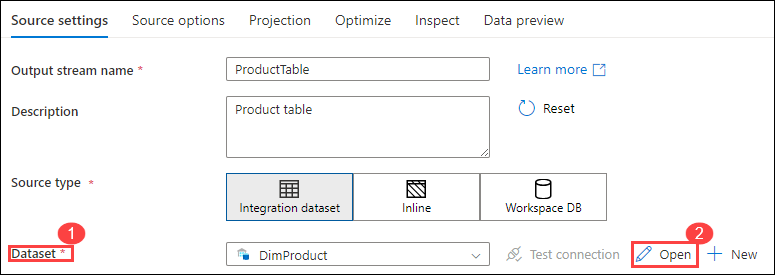 Source settings Source options Projection Optimize Inspect Data preview
Output stream name * ProductTable Learn more
Description Product table Reset
Source type * Integration dataset Inline Workspace DB
1 2
Dataset * DimProduct Test connection Open New